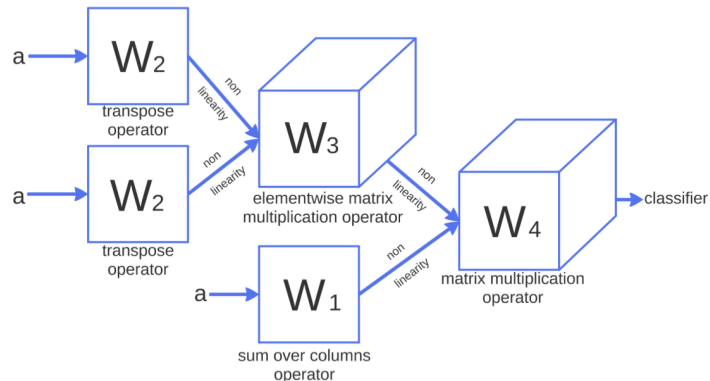 a
W2
transpose
operator
non
linearity
a
W2
transpose
operator
non
linearity
W3
elementwise matrix
multiplication operator
non
linearity
a
W1
sum over columns
operator
non
linearity
W4
matrix multiplication
operator
classifier